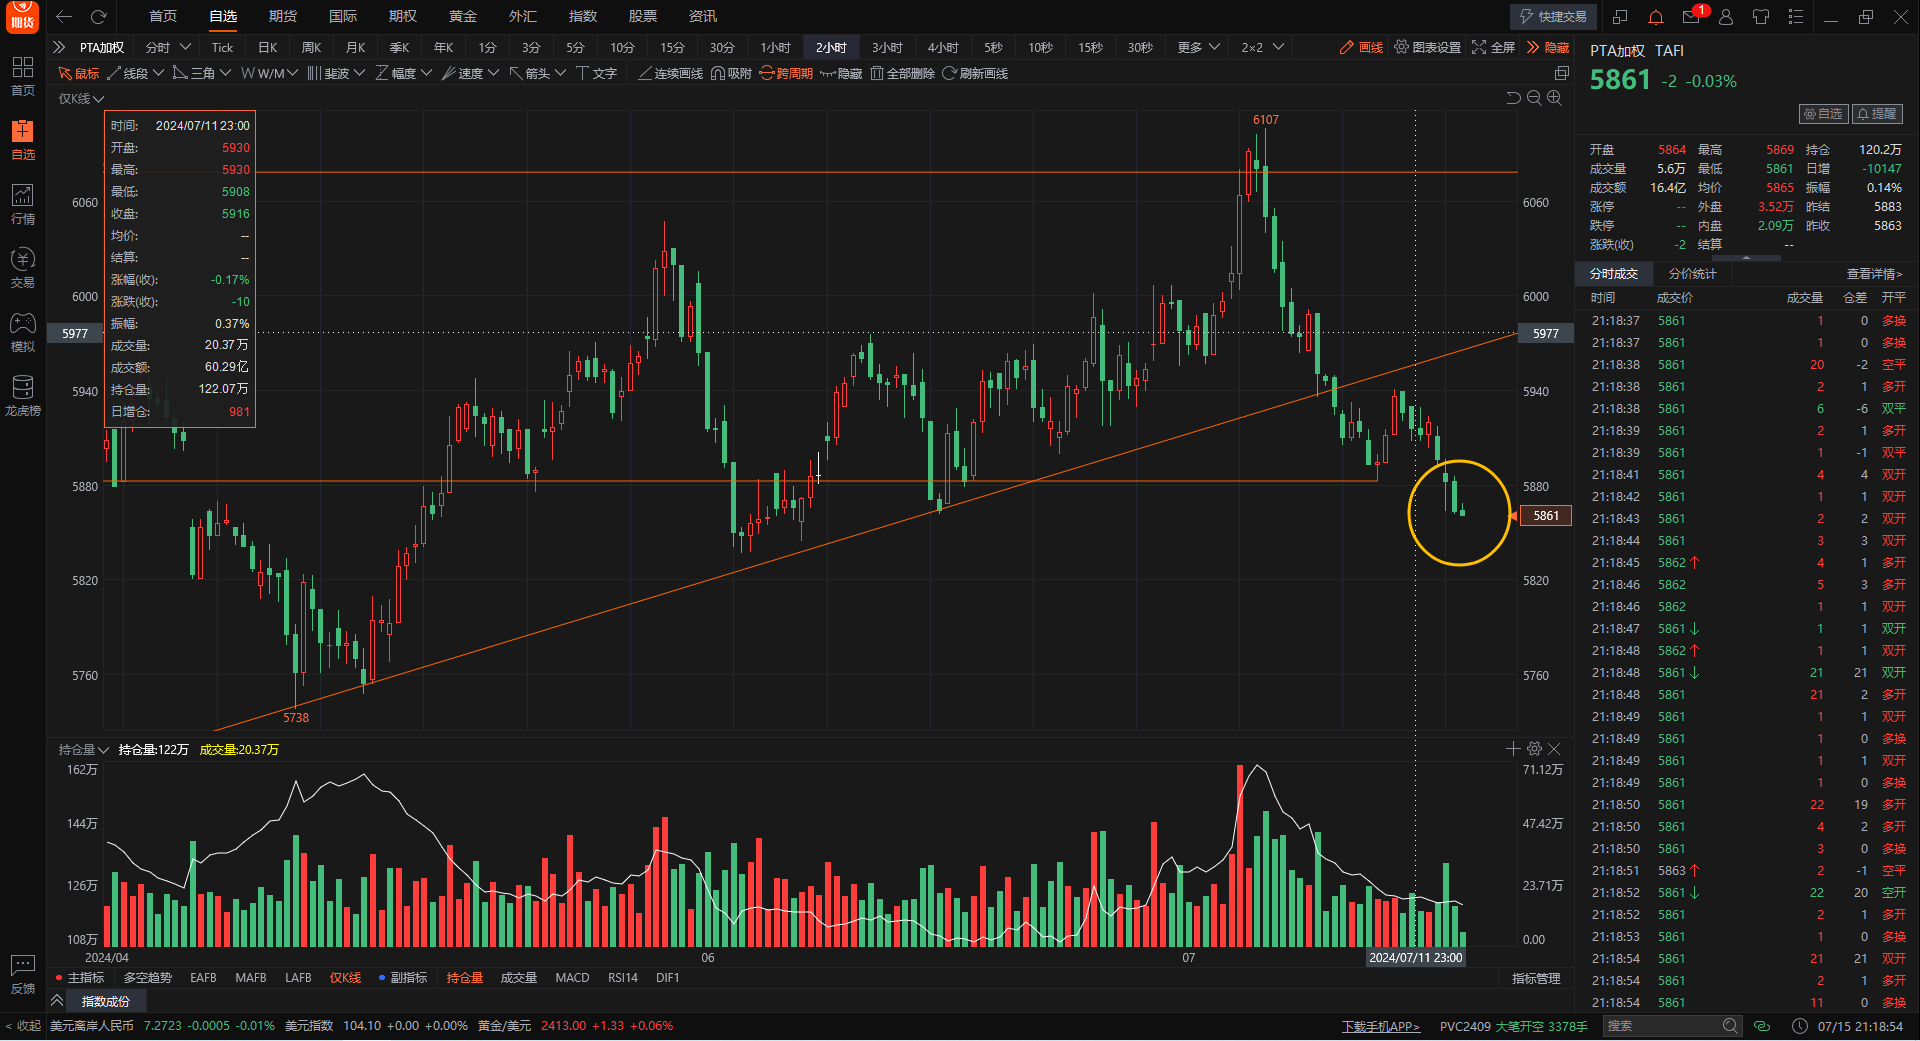 期货 首页 自选 期货 国际 期权 黄金 外汇 指数 股票 资讯 快捷交易 1
PTA加权 分时 Tick 日K 周K 月K 季K 年K 1分 3分 5分 10分 15分 30分 1小时 2小时 3小时 4小时 5秒 10秒 15秒 30秒 更多 2×2 画线 图表设置 全屏 隐藏
鼠标 线段 三角 W/M 斐波 幅度 速度 箭头 文字 连续画线 吸附 跨周期 隐藏 全部删除 刷新画线
仅K线
首页
自选
行情
交易
模拟
龙虎榜
反馈
< 收起
时间: 2024/07/11 23:00
开盘: 5930
最高: 5930
最低: 5908
收盘: 5916
均价: --
结算: --
涨幅(收): -0.17%
涨跌(收): -10
振幅: 0.37%
成交量: 20.37万
成交额: 60.29亿
持仓量: 122.07万
日增仓: 981
6107
6060 6060
6000 6000
5977 5977
5940 5940
5880 5880
5861
5820 5820
5760 5760
5738
持仓量 持仓量:122万 成交量:20.37万
162万 71.12万
144万 47.42万
126万 23.71万
108万 0.00
2024/04 06 07 2024/07/11 23:00
主指标 多空趋势 EAFB MAFB LAFB 仅K线 副指标 持仓量 成交量 MACD RSI14 DIF1 指标管理
指数成份
PTA加权 TAFI
5861 -2 -0.03%
自选 提醒
开盘 5864 最高 5869 持仓 120.2万
成交量 5.6万 最低 5861 日增 -10147
成交额 16.4亿 均价 5865 振幅 0.14%
涨停 -- 外盘 3.52万 昨结 5883
跌停 -- 内盘 2.09万 昨收 5863
涨跌(收) -2 结算 --
分时成交 分价统计 查看详情>
时间 成交价 成交量 仓差 开平
21:18:37 5861 1 0 多换
21:18:37 5861 1 0 多换
21:18:38 5861 20 -2 空平
21:18:38 5861 2 1 多开
21:18:38 5861 6 -6 双平
21:18:39 5861 2 1 多开
21:18:39 5861 1 -1 双平
21:18:41 5861 4 4 双开
21:18:42 5861 1 1 双开
21:18:43 5861 2 2 双开
21:18:44 5861 3 3 双开
21:18:45 5862↑ 4 1 多开
21:18:46 5862 5 3 多开
21:18:46 5862 1 1 双开
21:18:47 5861↓ 1 1 双开
21:18:48 5862↑ 1 1 双开
21:18:48 5861↓ 21 21 双开
21:18:48 5861 21 2 多开
21:18:49 5861 1 1 双开
21:18:49 5861 1 0 多换
21:18:49 5861 1 1 双开
21:18:49 5861 1 0 多换
21:18:50 5861 22 19 多开
21:18:50 5861 4 2 多开
21:18:50 5861 3 0 多换
21:18:51 5863↑ 2 -1 空平
21:18:52 5861↓ 22 20 空开
21:18:52 5861 2 1 多开
21:18:53 5861 1 0 多换
21:18:54 5861 21 21 双开
21:18:54 5861 2 1 多开
21:18:54 5861 11 0 多换
美元离岸人民币 7.2723 -0.0005 -0.01% 美元指数 104.10 +0.00 +0.00% 黄金/美元 2413.00 +1.33 +0.06% 下载手机APP> PVC2409 大笔开空 3378手 搜索 07/15 21:18:54